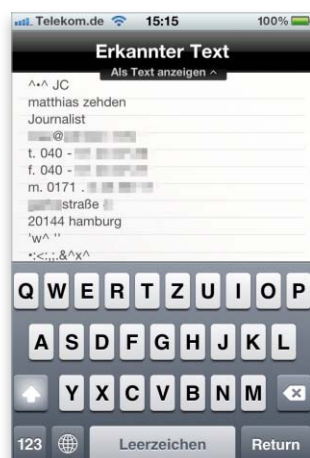 Telekom.de 15:15 100%
Erkannter Text
Als Text anzeigen ^
^•^ JC
matthias zehden
Journalist
@
t. 040 -
f. 040 -
m. 0171 .
straße
20144 hamburg
'w^ "
•:<:,;.&^x^
Q W E R T Z U I O P
A S D F G H J K L
Y X C V B N M
123 Leerzeichen Return